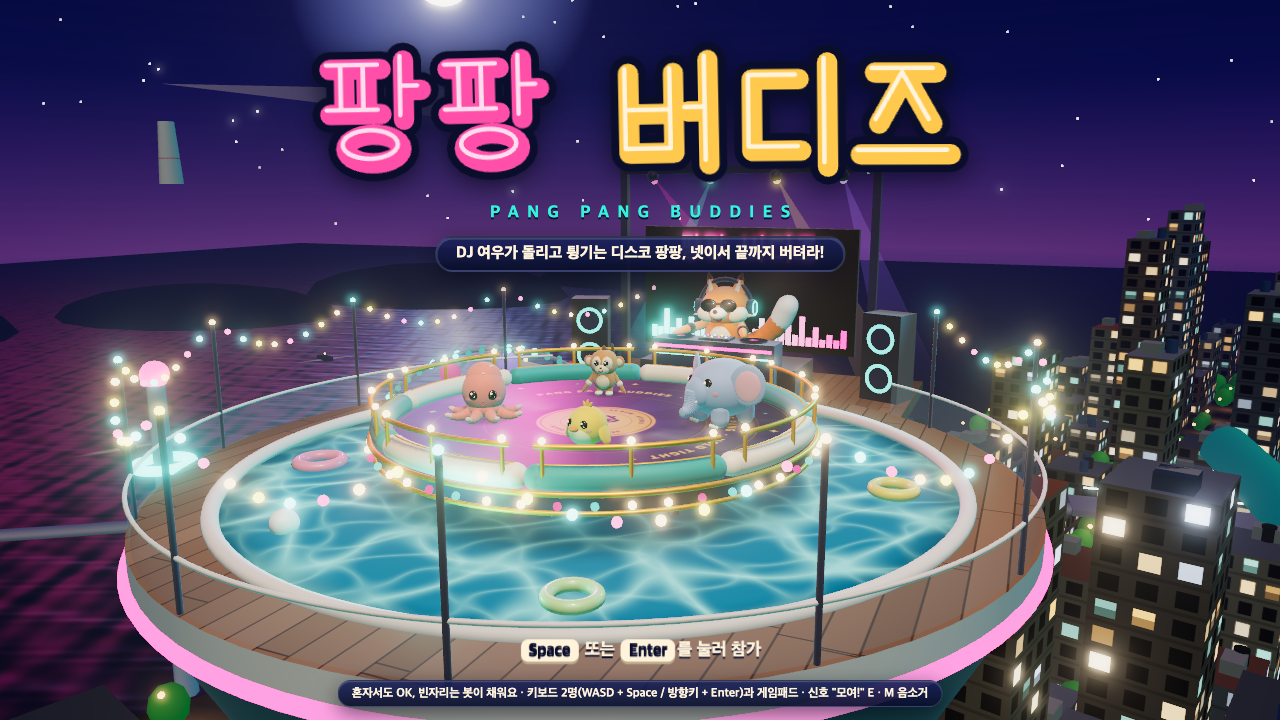 팡팡 버디즈
PANG PANG BUDDIES
DJ 여우가 돌리고 튕기는 디스코 팡팡, 넷이서 끝까지 버텨라!
Space 또는 Enter 를 눌러 참가
혼자서도 OK, 빈자리는 봇이 채워요 · 키보드 2명(WASD + Space / 방향키 + Enter)과 게임패드 · 신호 "모여!" E · M 음소거